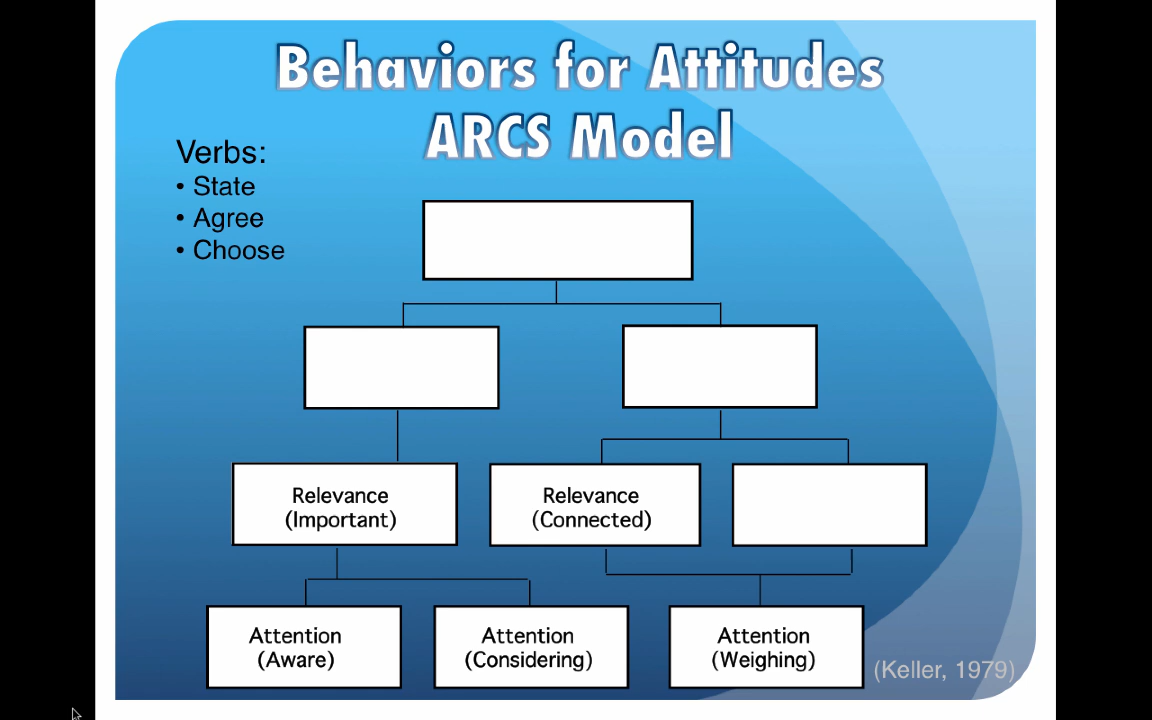 Behaviors for Attitudes
ARCS Model
Verbs:
• State
• Agree
• Choose
Relevance
(Important)
Relevance
(Connected)
Attention
(Aware)
Attention
(Considering)
Attention
(Weighing)
(Keller, 1979)